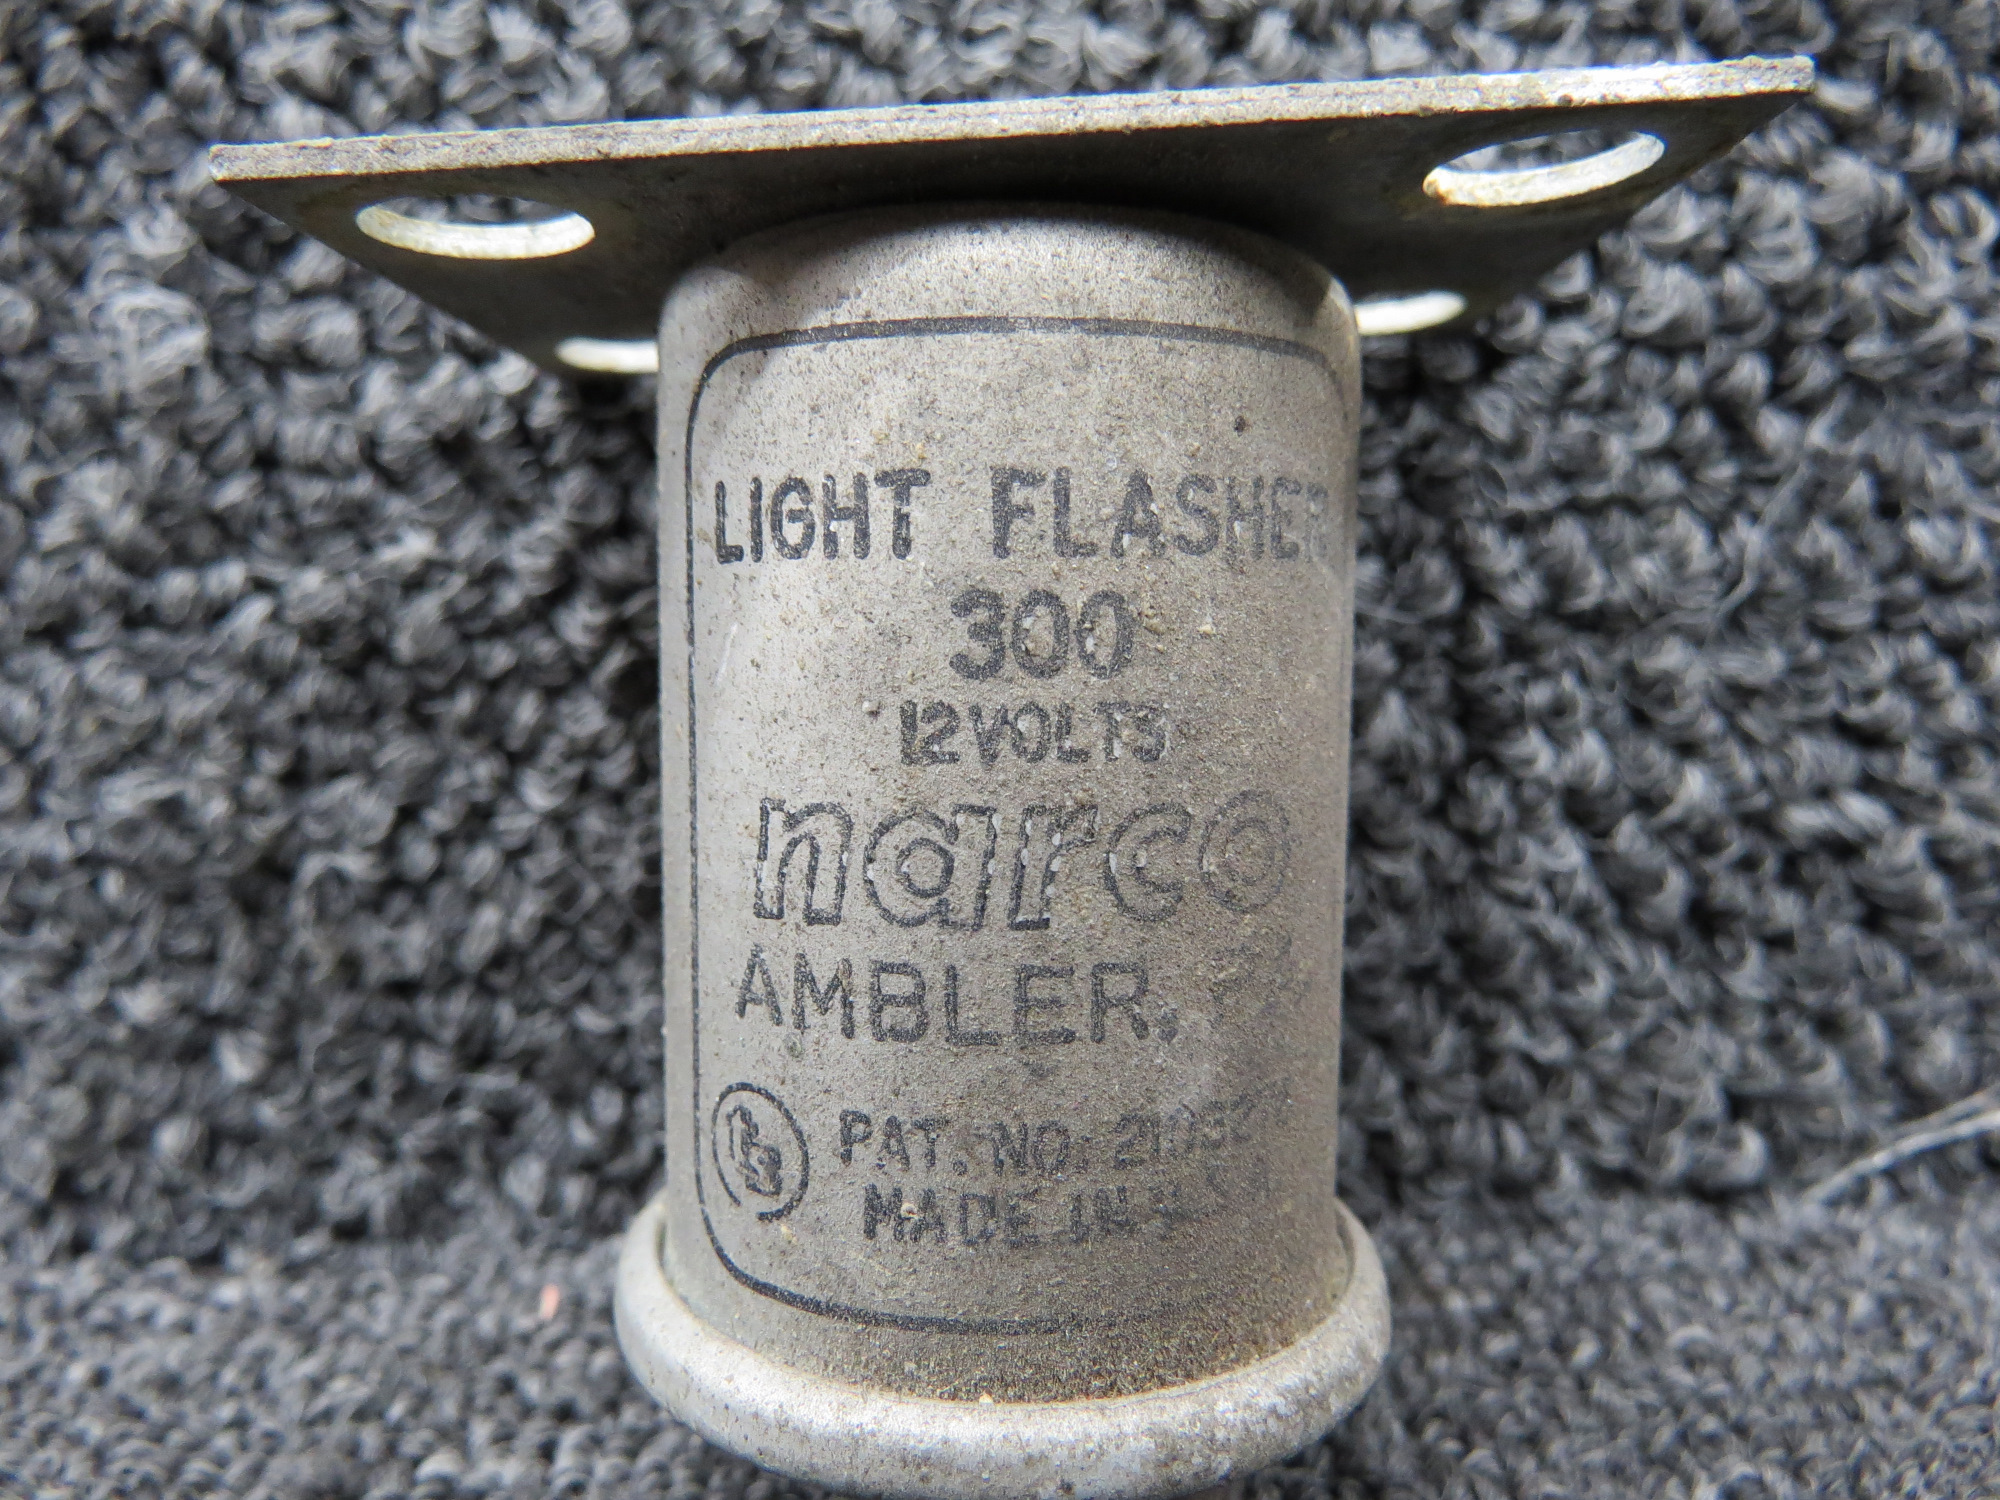 LIGHT FLASHER
300
12 VOLTS
narco
AMBLER,
PAT. NO.
MADE IN U.S.A.